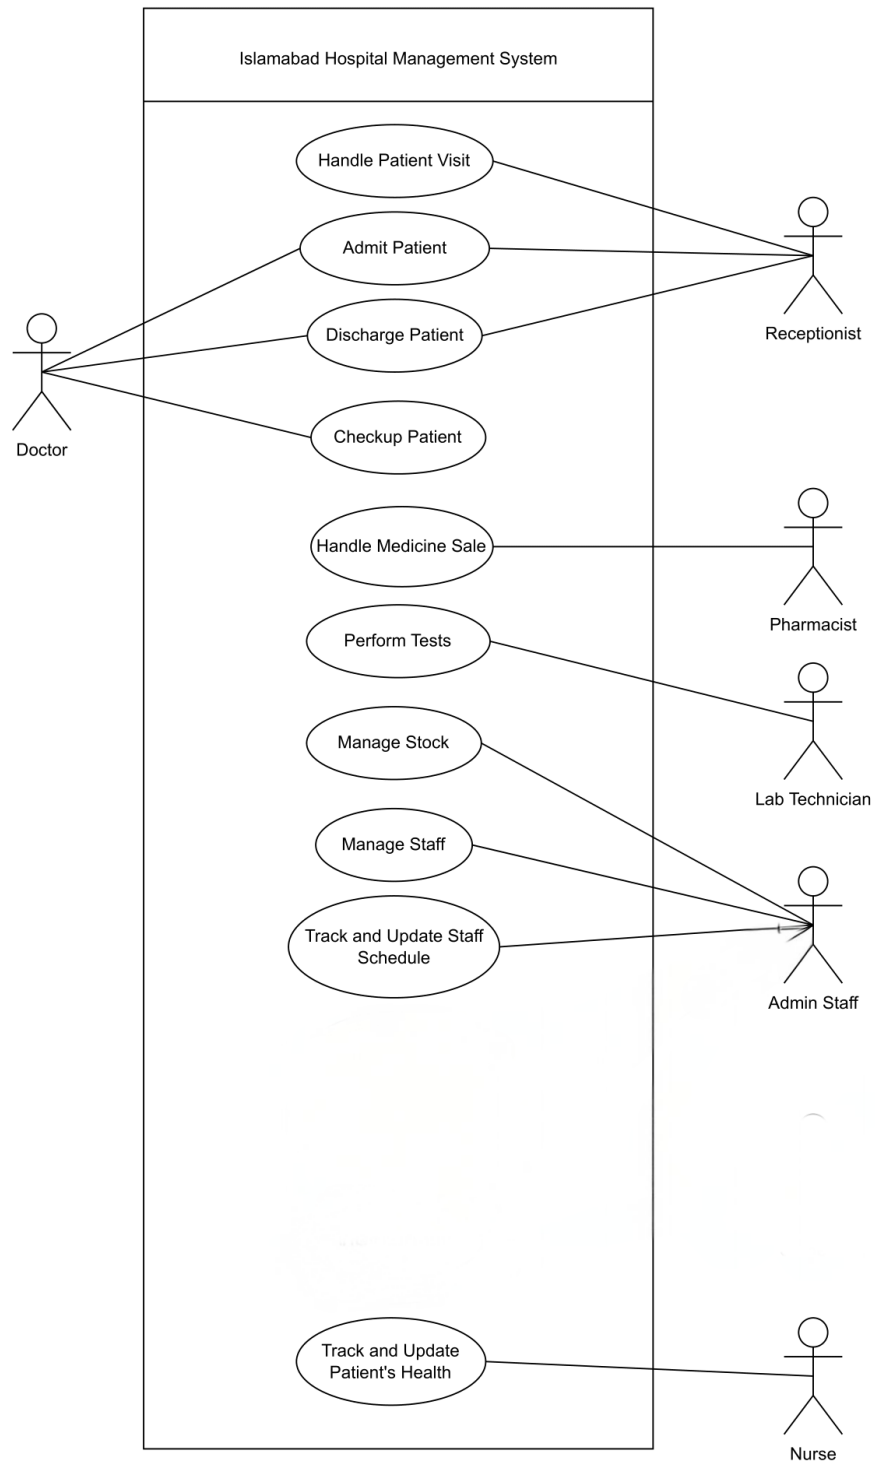 Islamabad Hospital Management System
Handle Patient Visit
Admit Patient
Discharge Patient
Receptionist
Checkup Patient
Doctor
Handle Medicine Sale
Pharmacist
Perform Tests
Manage Stock
Lab Technician
Manage Staff
Track and Update Staff
Schedule
Admin Staff
Track and Update
Patient's Health
Nurse